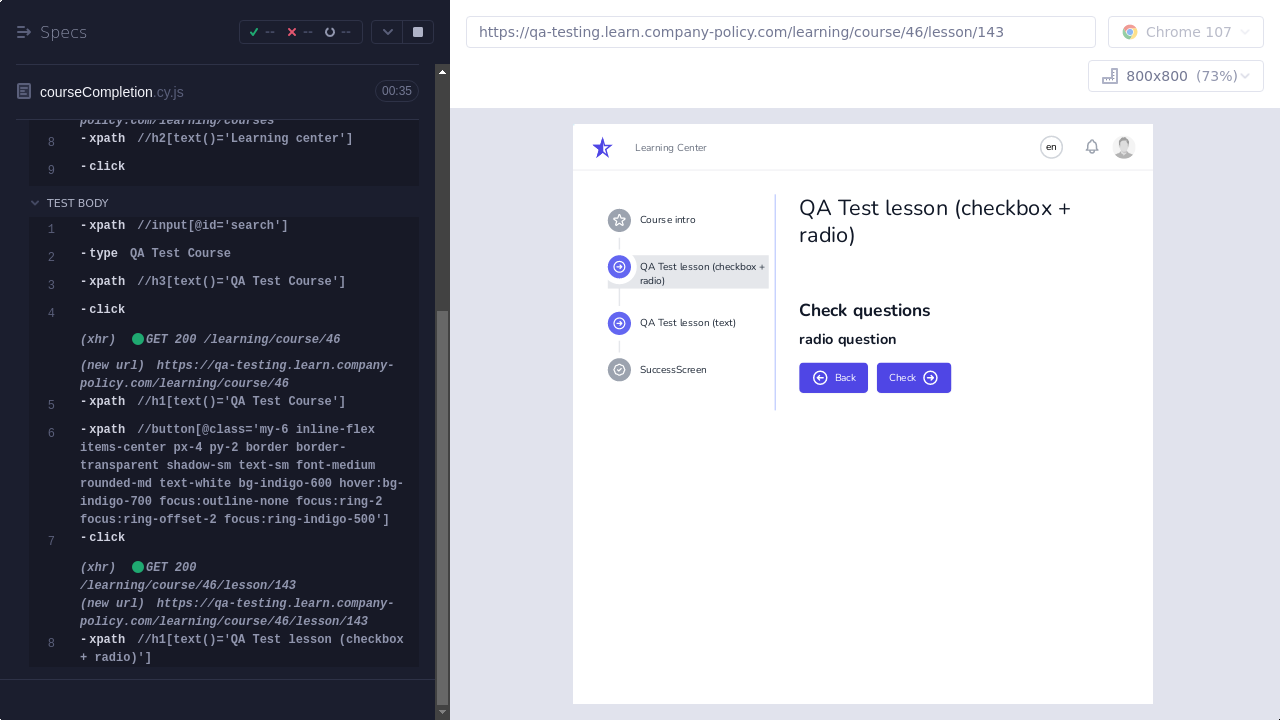 Specs
--
--
--
courseCompletion.cy.js
00:35
policy.com/learning/courses
8 -xpath //h2[text()='Learning center']
9 -click
TEST BODY
1 -xpath //input[@id='search']
2 -type QA Test Course
3 -xpath //h3[text()='QA Test Course']
4 -click
(xhr) GET 200 /learning/course/46
(new url) https://qa-testing.learn.company-
policy.com/learning/course/46
5 -xpath //h1[text()='QA Test Course']
6 -xpath //button[@class='my-6 inline-flex
items-center px-4 py-2 border border-
transparent shadow-sm text-sm font-medium
rounded-md text-white bg-indigo-600 hover:bg-
indigo-700 focus:outline-none focus:ring-2
focus:ring-offset-2 focus:ring-indigo-500']
7 -click
(xhr) GET 200
/learning/course/46/lesson/143
(new url) https://qa-testing.learn.company-
policy.com/learning/course/46/lesson/143
8 -xpath //h1[text()='QA Test lesson (checkbox
+ radio)']
https://qa-testing.learn.company-policy.com/learning/course/46/lesson/143
Chrome 107
800x800 (73%)
Learning Center
en
Course intro
QA Test lesson (checkbox +
radio)
QA Test lesson (text)
SuccessScreen
QA Test lesson (checkbox +
radio)
Check questions
radio question
Back
Check